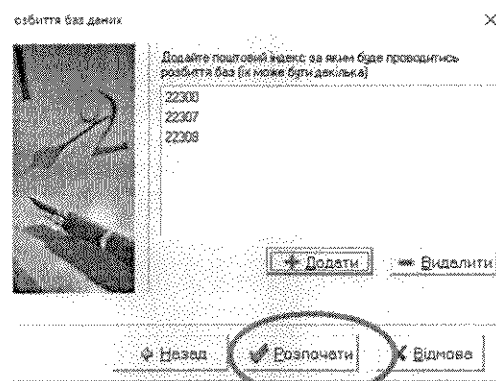 озбиття баз даних
Додайте поштовий індекс за яким буде проводитись
розбиття баз (їх може бути декілька)
22300
22307
22308
Додати
Видалити
Назад
Розпочати
Відмова